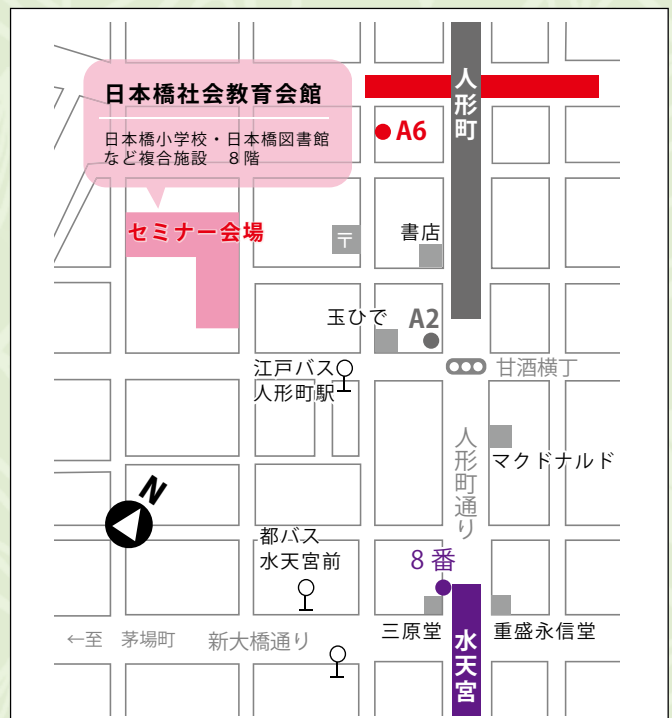 日本橋社会教育会館
日本橋小学校・日本橋図書館
など複合施設　８階
セミナー会場
人形町
A6
〒
書店
玉ひで
A2
江戸バス
人形町駅
甘酒横丁
人形町通り
マクドナルド
N
都バス
水天宮前
8 番
三原堂
水天宮
重盛永信堂
←至　茅場町
新大橋通り